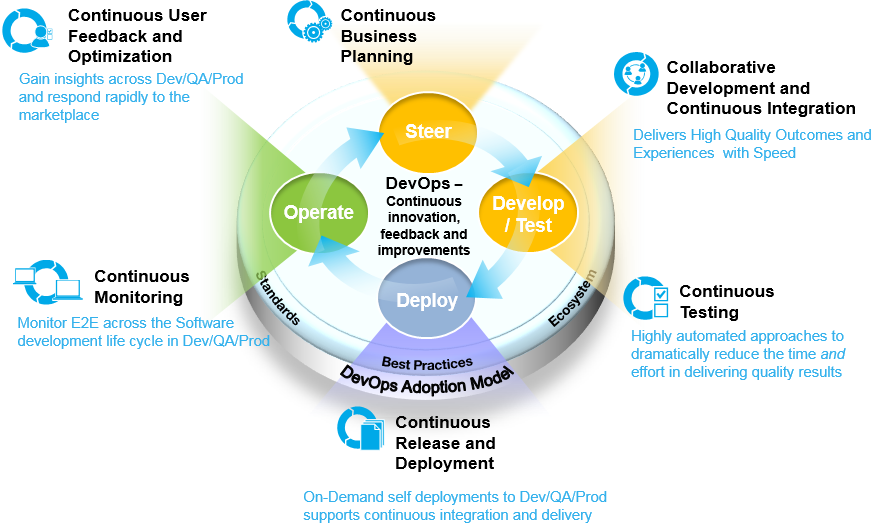 Continuous User
Feedback and
Optimization
Gain insights across Dev/QA/Prod
and respond rapidly to the
marketplace
Continuous
Business
Planning
Collaborative
Development and
Continuous Integration
Delivers High Quality Outcomes and
Experiences with Speed
Steer
DevOps –
Continuous
innovation,
feedback and
improvements
Operate
Develop
/ Test
Deploy
Continuous
Monitoring
Monitor E2E across the Software
development life cycle in Dev/QA/Prod
Standards
Best Practices
Ecosystem
DevOps Adoption Model
Continuous
Testing
Highly automated approaches to
dramatically reduce the time and
effort in delivering quality results
Continuous
Release and
Deployment
On-Demand self deployments to Dev/QA/Prod
supports continuous integration and delivery